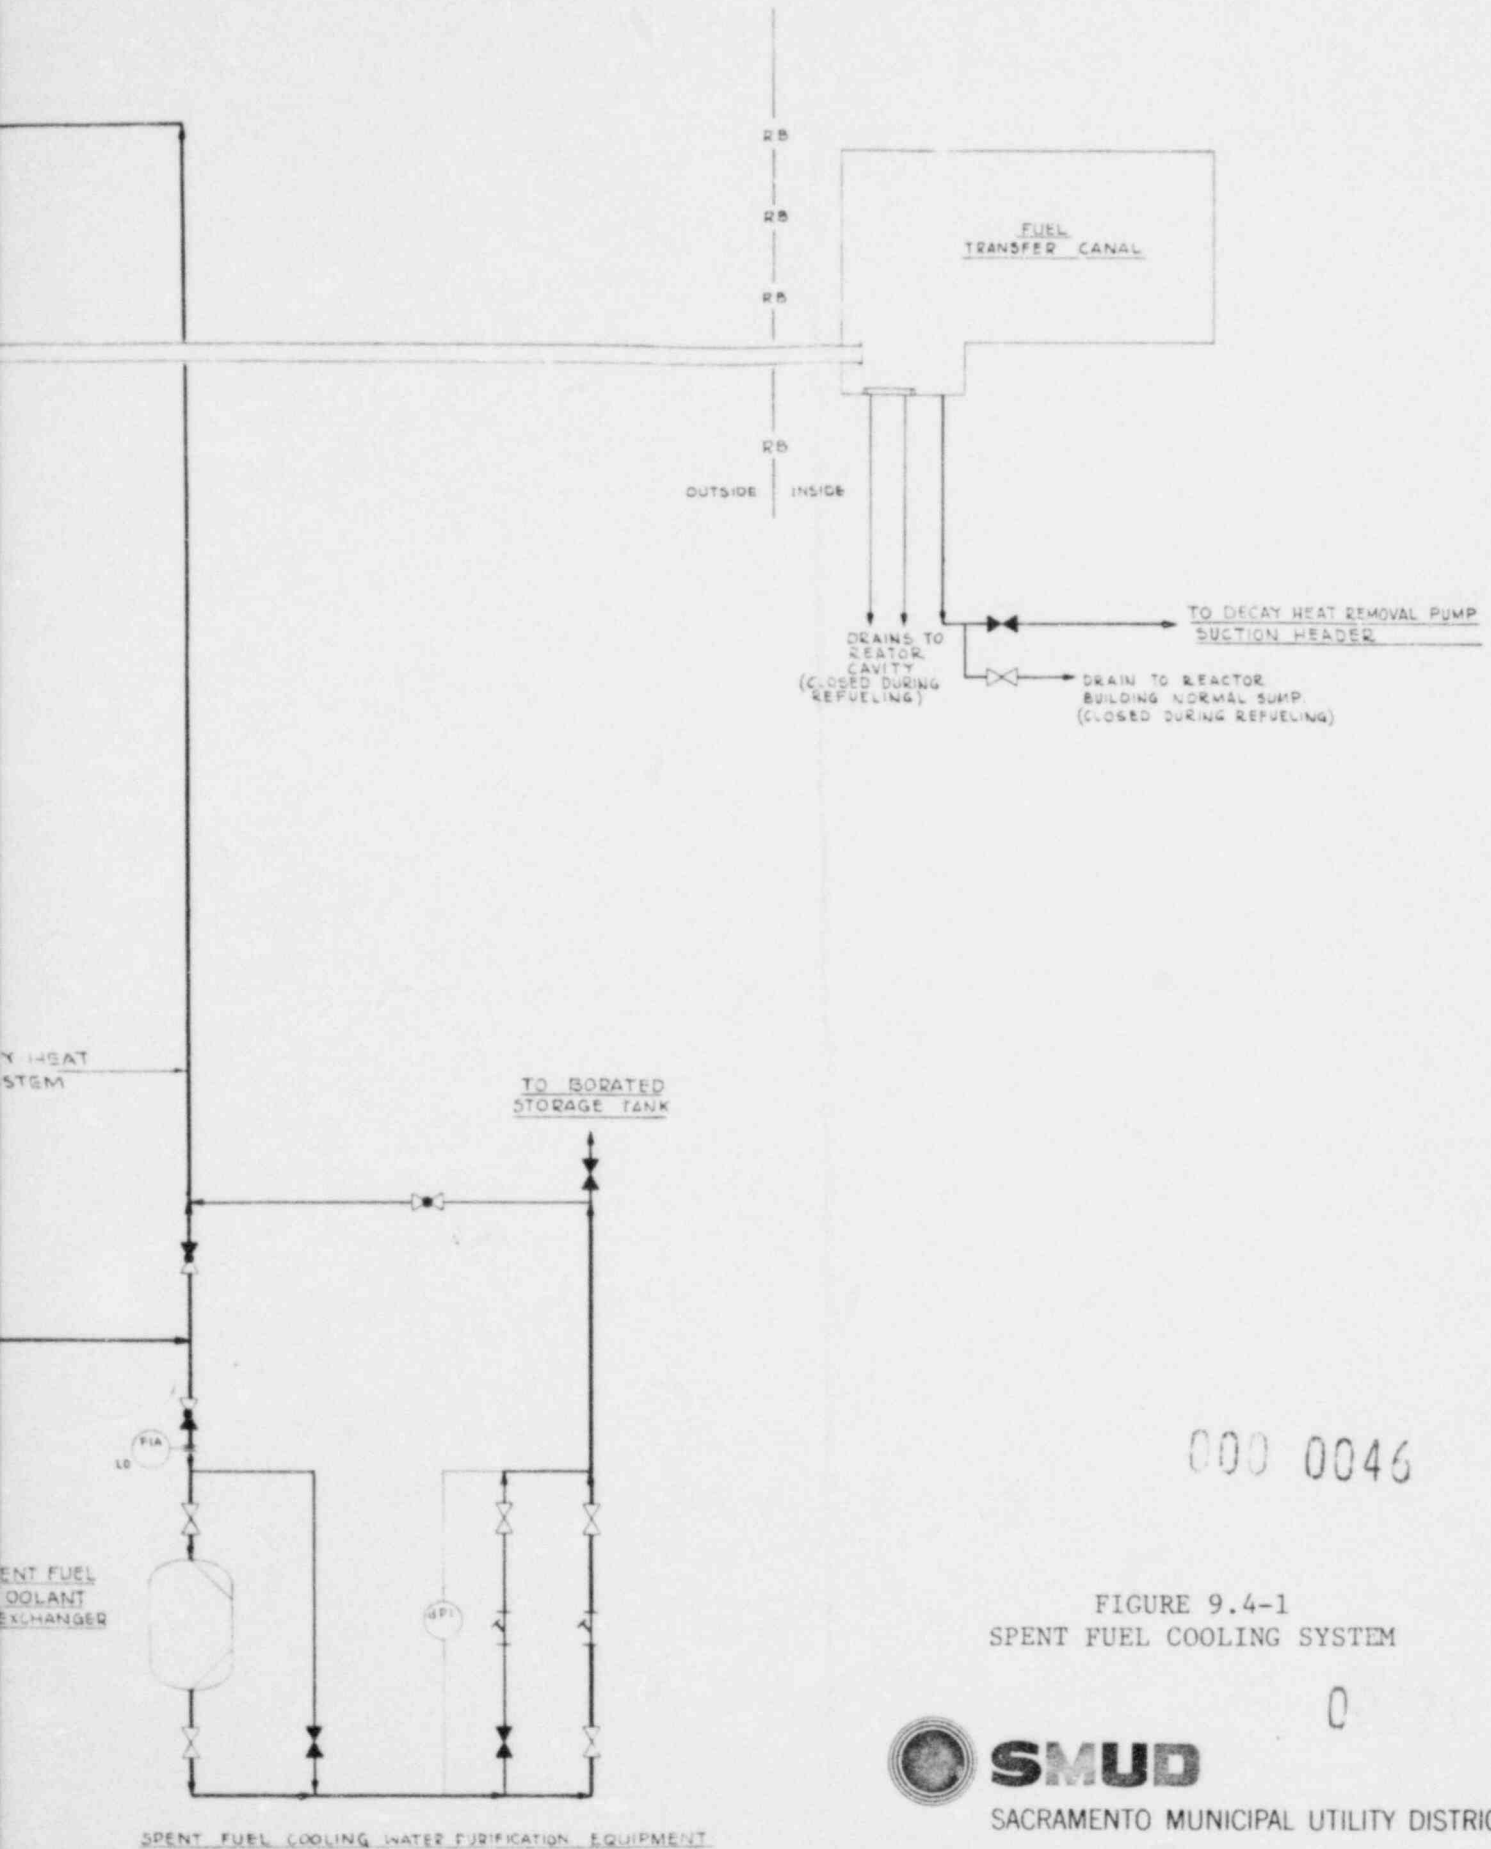 RB
RB
RB
RB
OUTSIDE INSIDE
FUEL
TRANSFER CANAL
DRAINS TO
REATOR
CAVITY
(CLOSED DURING
REFUELING)
TO DECAY HEAT REMOVAL PUMP
SUCTION HEADER
DRAIN TO REACTOR
BUILDING NORMAL SUMP.
(CLOSED DURING REFUELING)
Y HEAT
STEM
TO BORATED
STORAGE TANK
FIA
LO
ENT FUEL
OOLANT
EXCHANGER
dPI
SPENT FUEL COOLING WATER PURIFICATION EQUIPMENT
000 0046
FIGURE 9.4-1
SPENT FUEL COOLING SYSTEM
0
SMUD
SACRAMENTO MUNICIPAL UTILITY DISTRIC